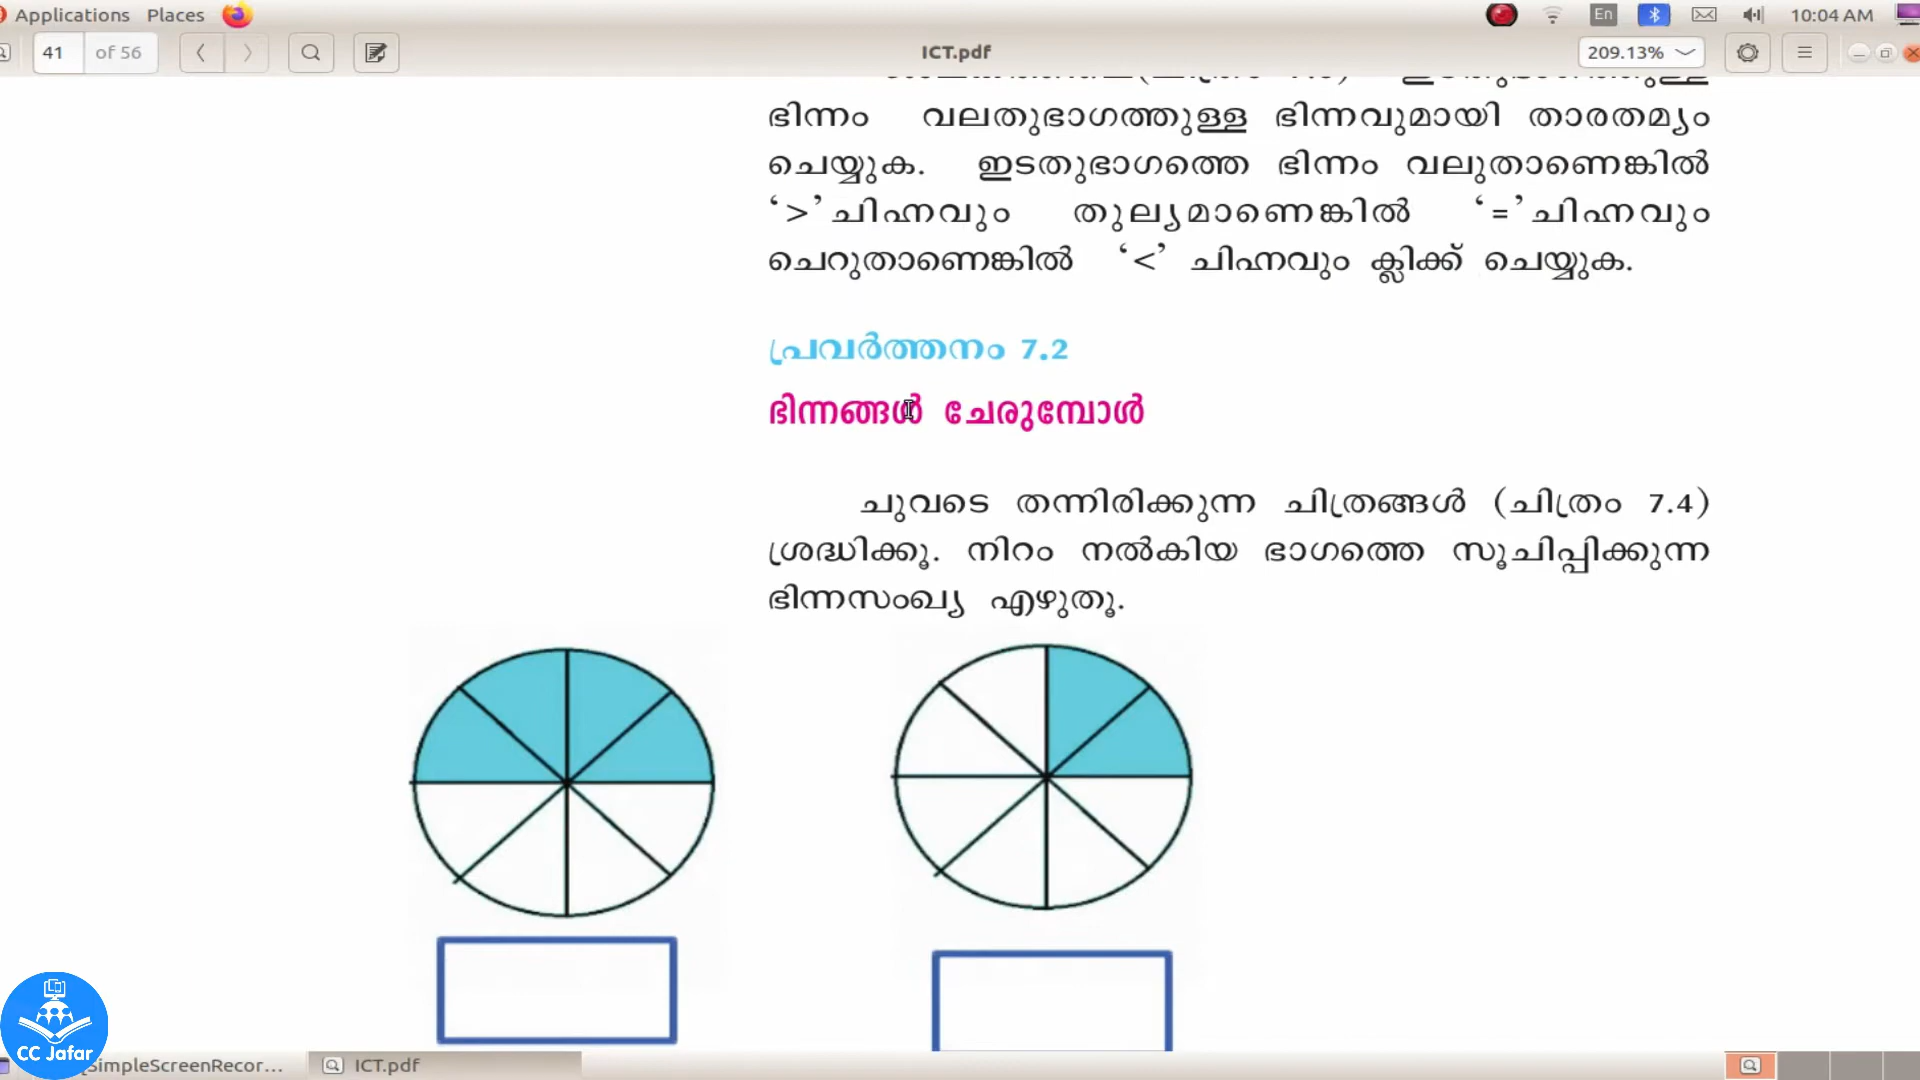 Applications Places En 10:04 AM
41 of 56 ICT.pdf 209.13%
ഭിന്നം വലതുഭാഗത്തുള്ള ഭിന്നവുമായി താരതമ്യം
ചെയ്യുക. ഇടതുഭാഗത്തെ ഭിന്നം വലുതാണെങ്കിൽ
‘>’ചിഹ്നവും തുല്യമാണെങ്കിൽ ‘=’ചിഹ്നവും
ചെറുതാണെങ്കിൽ ‘<’ ചിഹ്നവും ക്ലിക്ക് ചെയ്യുക.
പ്രവർത്തനം 7.2
ഭിന്നങ്ങൾ ചേരുമ്പോൾ
ചുവടെ തന്നിരിക്കുന്ന ചിത്രങ്ങൾ (ചിത്രം 7.4)
ശ്രദ്ധിക്കൂ. നിറം നൽകിയ ഭാഗത്തെ സൂചിപ്പിക്കുന്ന
ഭിന്നസംഖ്യ എഴുതൂ.
CC Jafar
[SimpleScreenRecor... ICT.pdf